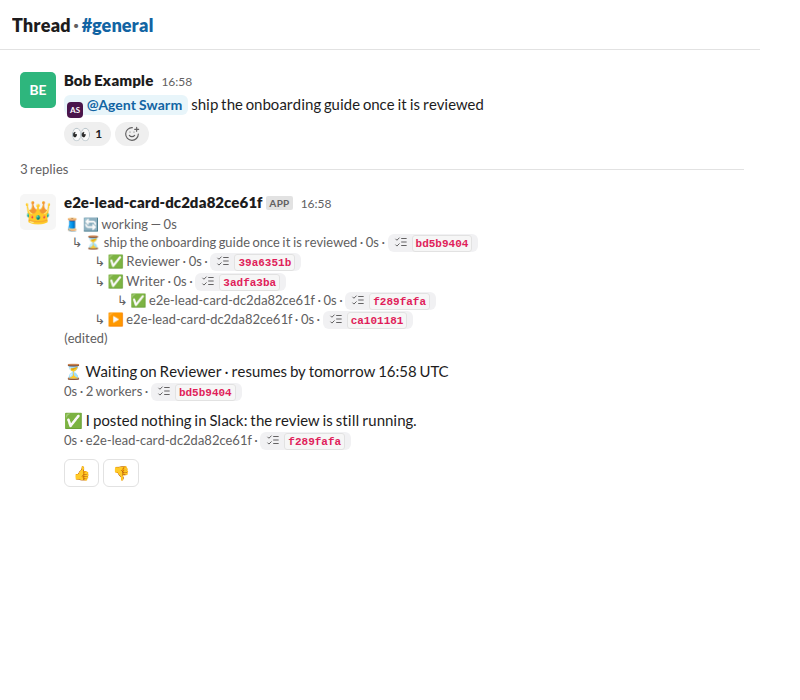 Thread · #general
BE
Bob Example 16:58
AS @Agent Swarm ship the onboarding guide once it is reviewed
👀 1
3 replies
e2e-lead-card-dc2da82ce61f APP 16:58
🧵 🔄 working — 0s
↳ ⏳ ship the onboarding guide once it is reviewed · 0s · bd5b9404
↳ ✅ Reviewer · 0s · 39a6351b
↳ ✅ Writer · 0s · 3adfa3ba
↳ ✅ e2e-lead-card-dc2da82ce61f · 0s · f289fafa
↳ ▶️ e2e-lead-card-dc2da82ce61f · 0s · ca101181
(edited)
⏳ Waiting on Reviewer · resumes by tomorrow 16:58 UTC
0s · 2 workers · bd5b9404
✅ I posted nothing in Slack: the review is still running.
0s · e2e-lead-card-dc2da82ce61f · f289fafa
👍 👎